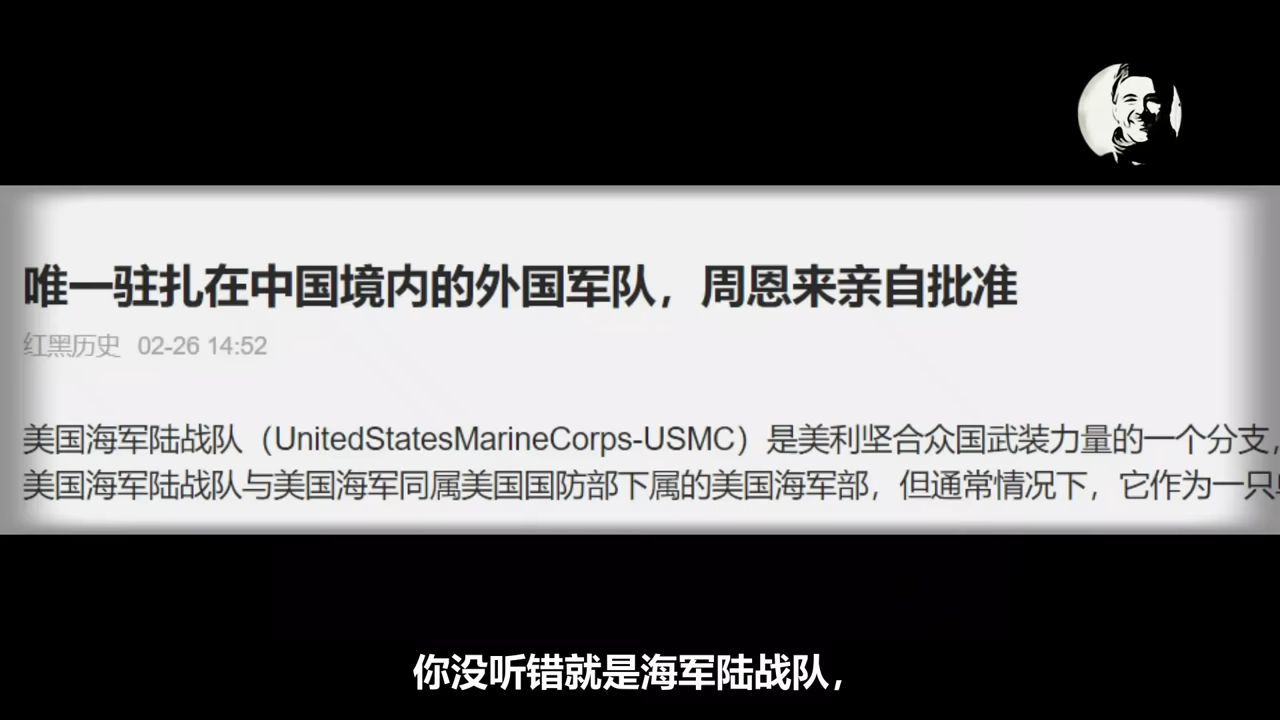 唯一驻扎在中国境内的外国军队，周恩来亲自批准
红黑历史 02-26 14:52
美国海军陆战队（UnitedStatesMarineCorps-USMC）是美利坚合众国武装力量的一个分支，
美国海军陆战队与美国海军同属美国国防部下属的美国海军部，但通常情况下，它作为一只
你没听错就是海军陆战队，